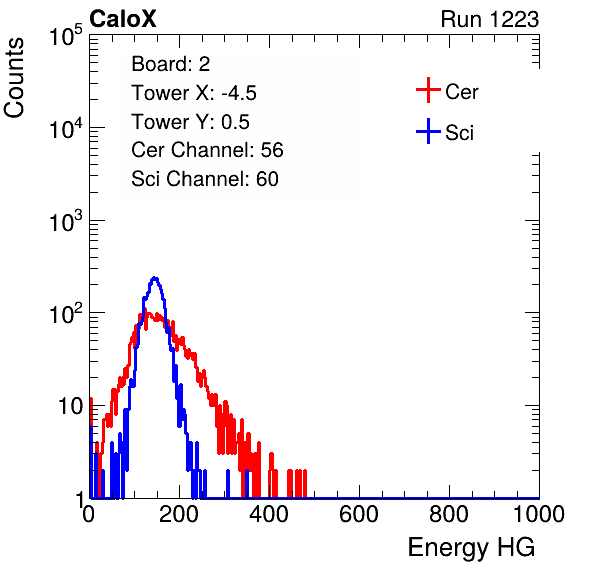 CaloX Run 1223
Counts
10^5
10^4
10^3
10^2
10
1
Board: 2
Tower X: -4.5
Tower Y: 0.5
Cer Channel: 56
Sci Channel: 60
Cer
Sci
0 200 400 600 800 1000
Energy HG